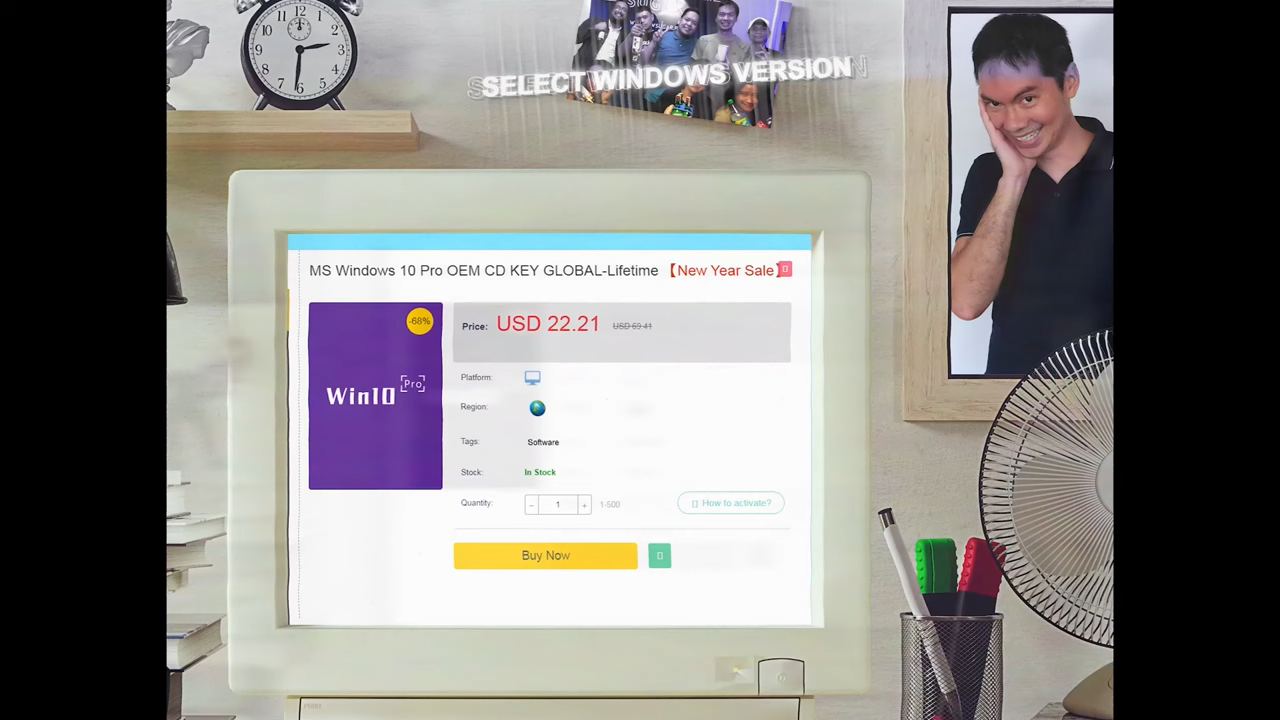 SELECT WINDOWS VERSION
MS Windows 10 Pro OEM CD KEY GLOBAL-Lifetime 【New Year Sale】
-68%
Win10 Pro
Price: USD 22.21 USD 69.41
Platform:
Region:
Tags: Software
Stock: In Stock
Quantity: − 1 + 1-500
How to activate?
Buy Now